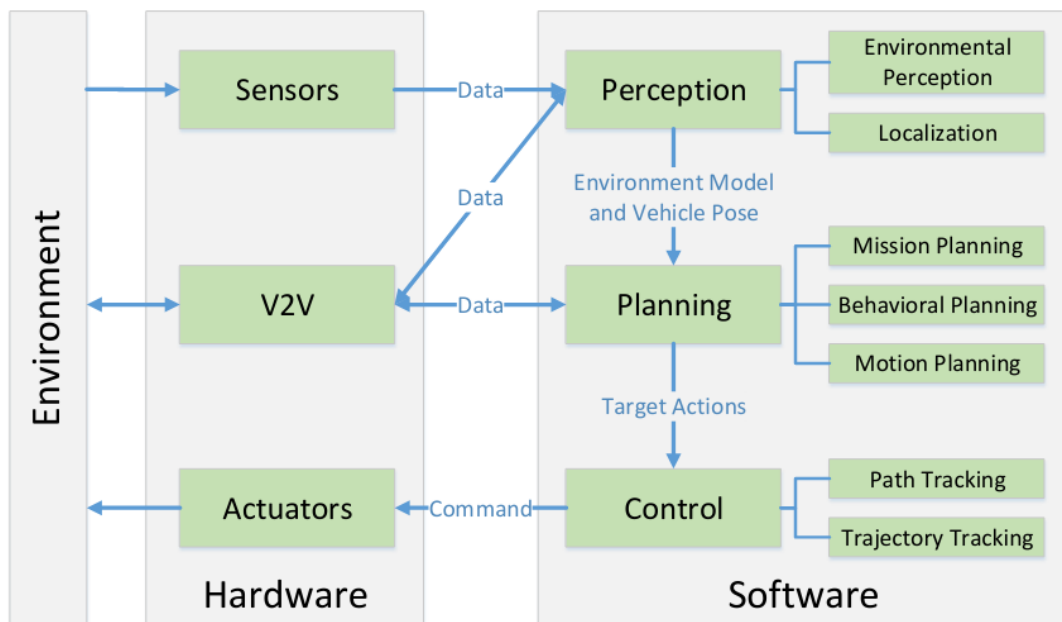 Environment
Hardware
Sensors
V2V
Actuators
Data
Data
Data
Command
Software
Perception
Environment Model
and Vehicle Pose
Planning
Target Actions
Control
Environmental
Perception
Localization
Mission Planning
Behavioral Planning
Motion Planning
Path Tracking
Trajectory Tracking